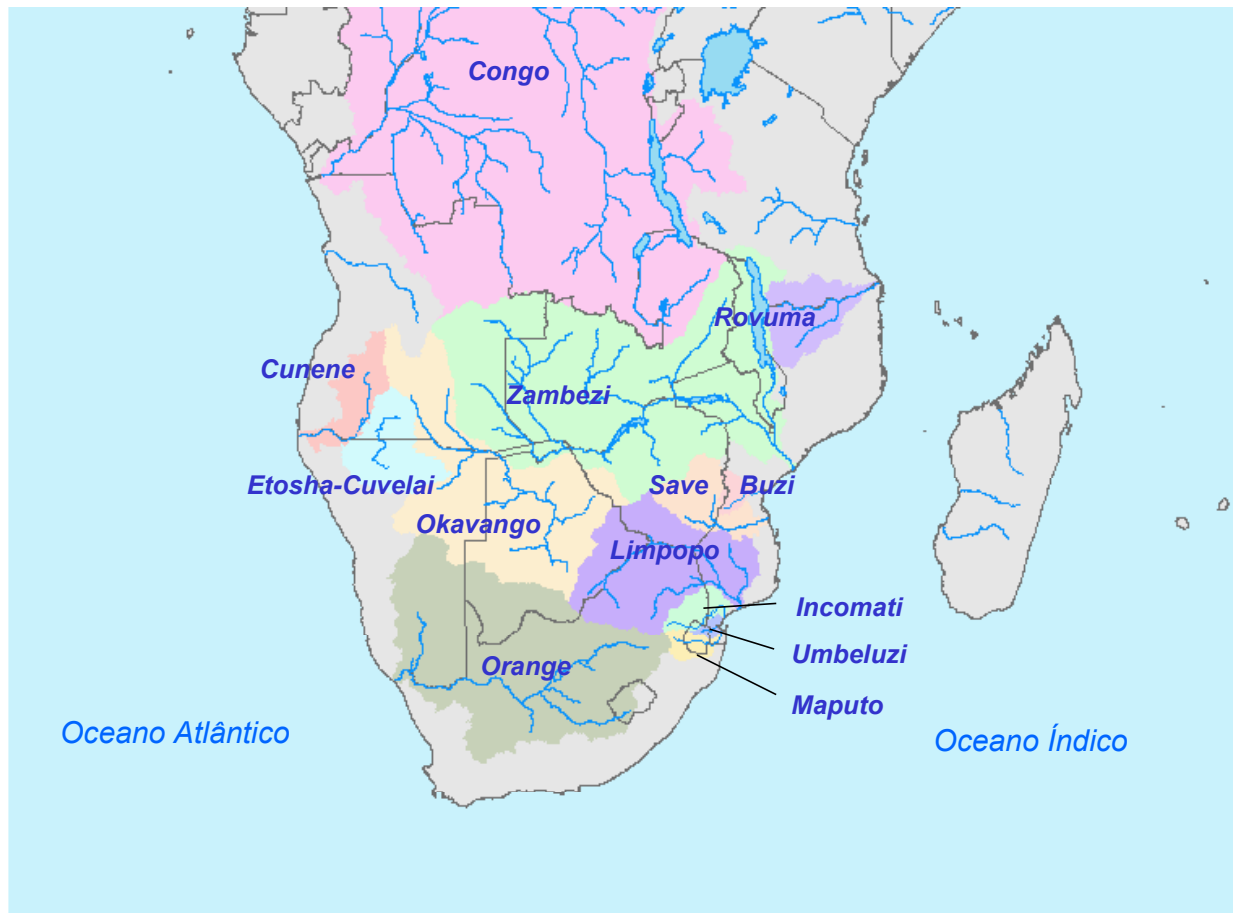 Congo
Rovuma
Cunene
Zambezi
Etosha-Cuvelai
Save
Buzi
Okavango
Limpopo
Incomati
Umbeluzi
Orange
Maputo
Oceano Atlântico
Oceano Índico